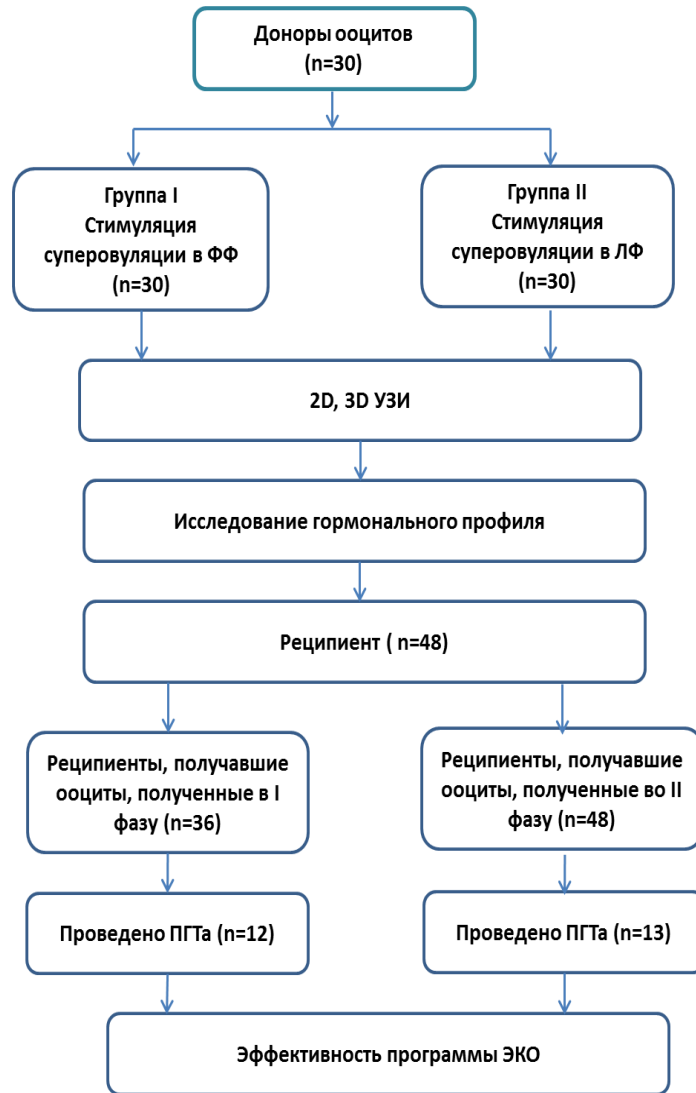 Доноры ооцитов
(n=30)
Группа I
Стимуляция
суперовуляции в ФФ
(n=30)
Группа II
Стимуляция
суперовуляции в ЛФ
(n=30)
2D, 3D УЗИ
Исследование гормонального профиля
Реципиент ( n=48)
Реципиенты, получавшие
ооциты, полученные в I
фазу (n=36)
Реципиенты, получавшие
ооциты, полученные во II
фазу (n=48)
Проведено ПГТа (n=12)
Проведено ПГТа (n=13)
Эффективность программы ЭКО